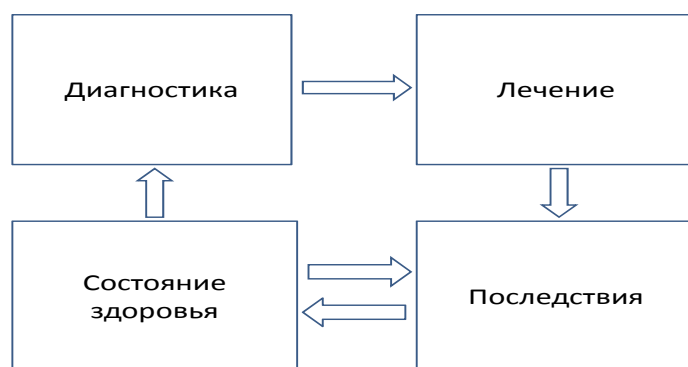 Диагностика
Лечение
Состояние
здоровья
Последствия